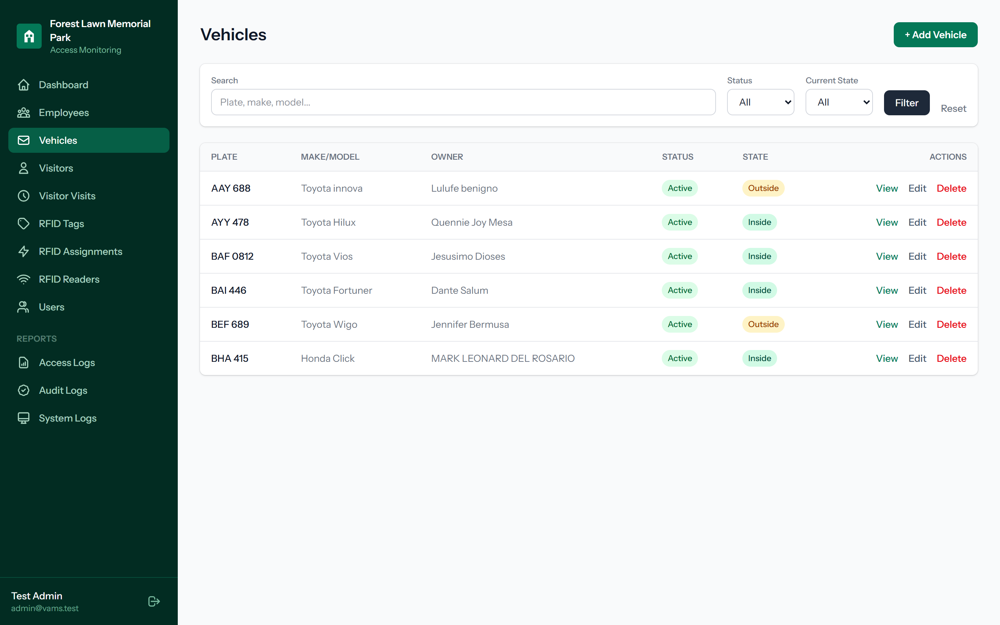 Forest Lawn Memorial
Park
Access Monitoring
Dashboard
Employees
Vehicles
Visitors
Visitor Visits
RFID Tags
RFID Assignments
RFID Readers
Users
REPORTS
Access Logs
Audit Logs
System Logs
Test Admin
admin@vams.test
Vehicles
+ Add Vehicle
Search Status Current State
Plate, make, model... All All Filter Reset
PLATE MAKE/MODEL OWNER STATUS STATE ACTIONS
AAY 688 Toyota innova Lulufe benigno Active Outside View Edit Delete
AYY 478 Toyota Hilux Quennie Joy Mesa Active Inside View Edit Delete
BAF 0812 Toyota Vios Jesusimo Dioses Active Inside View Edit Delete
BAI 446 Toyota Fortuner Dante Salum Active Inside View Edit Delete
BEF 689 Toyota Wigo Jennifer Bermusa Active Outside View Edit Delete
BHA 415 Honda Click MARK LEONARD DEL ROSARIO Active Inside View Edit Delete